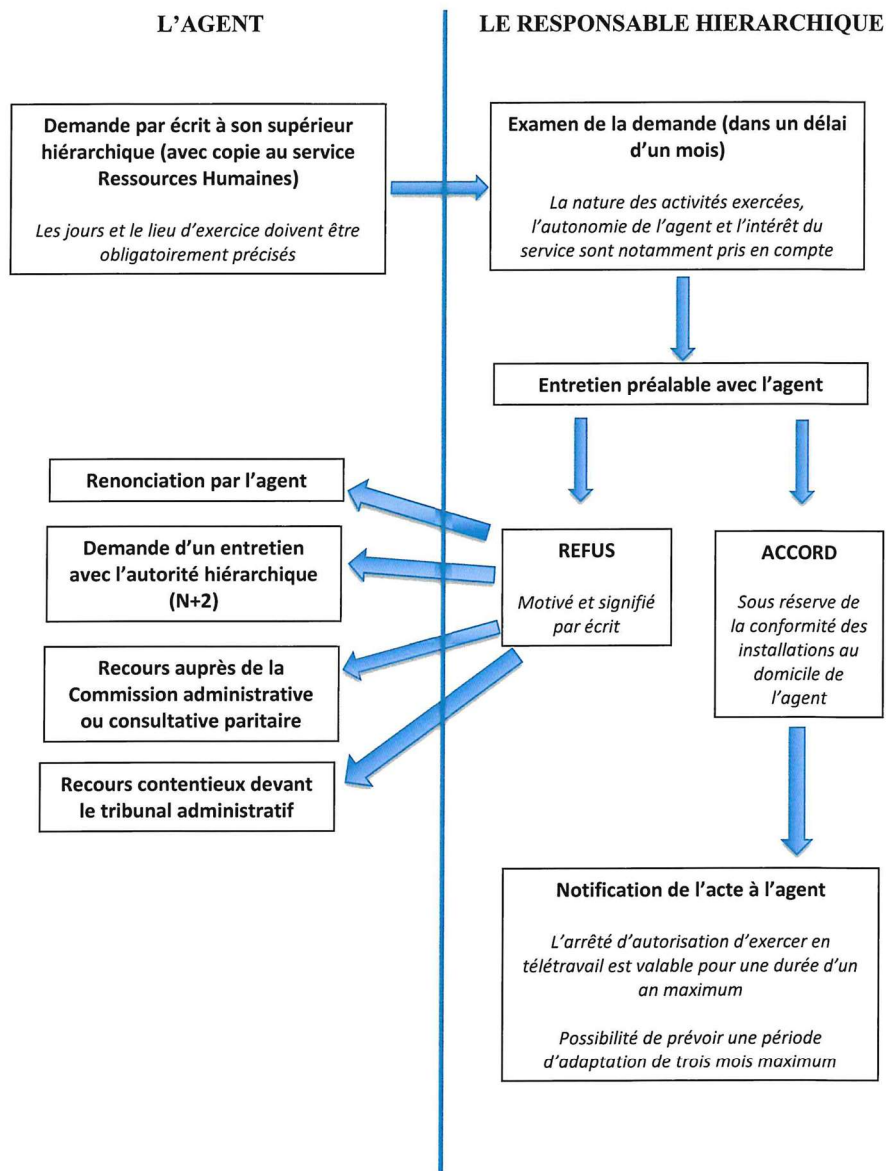 L'AGENT
LE RESPONSABLE HIERARCHIQUE
Demande par écrit à son supérieur
hiérarchique (avec copie au service
Ressources Humaines)
Les jours et le lieu d'exercice doivent être
obligatoirement précisés
Examen de la demande (dans un délai
d'un mois)
La nature des activités exercées,
l'autonomie de l'agent et l'intérêt du
service sont notamment pris en compte
Entretien préalable avec l'agent
Renonciation par l'agent
Demande d'un entretien
avec l'autorité hiérarchique
(N+2)
Recours auprès de la
Commission administrative
ou consultative paritaire
Recours contentieux devant
le tribunal administratif
REFUS
Motivé et signifié
par écrit
ACCORD
Sous réserve de
la conformité des
installations au
domicile de
l'agent
Notification de l'acte à l'agent
L'arrêté d'autorisation d'exercer en
télétravail est valable pour une durée d'un
an maximum
Possibilité de prévoir une période
d'adaptation de trois mois maximum